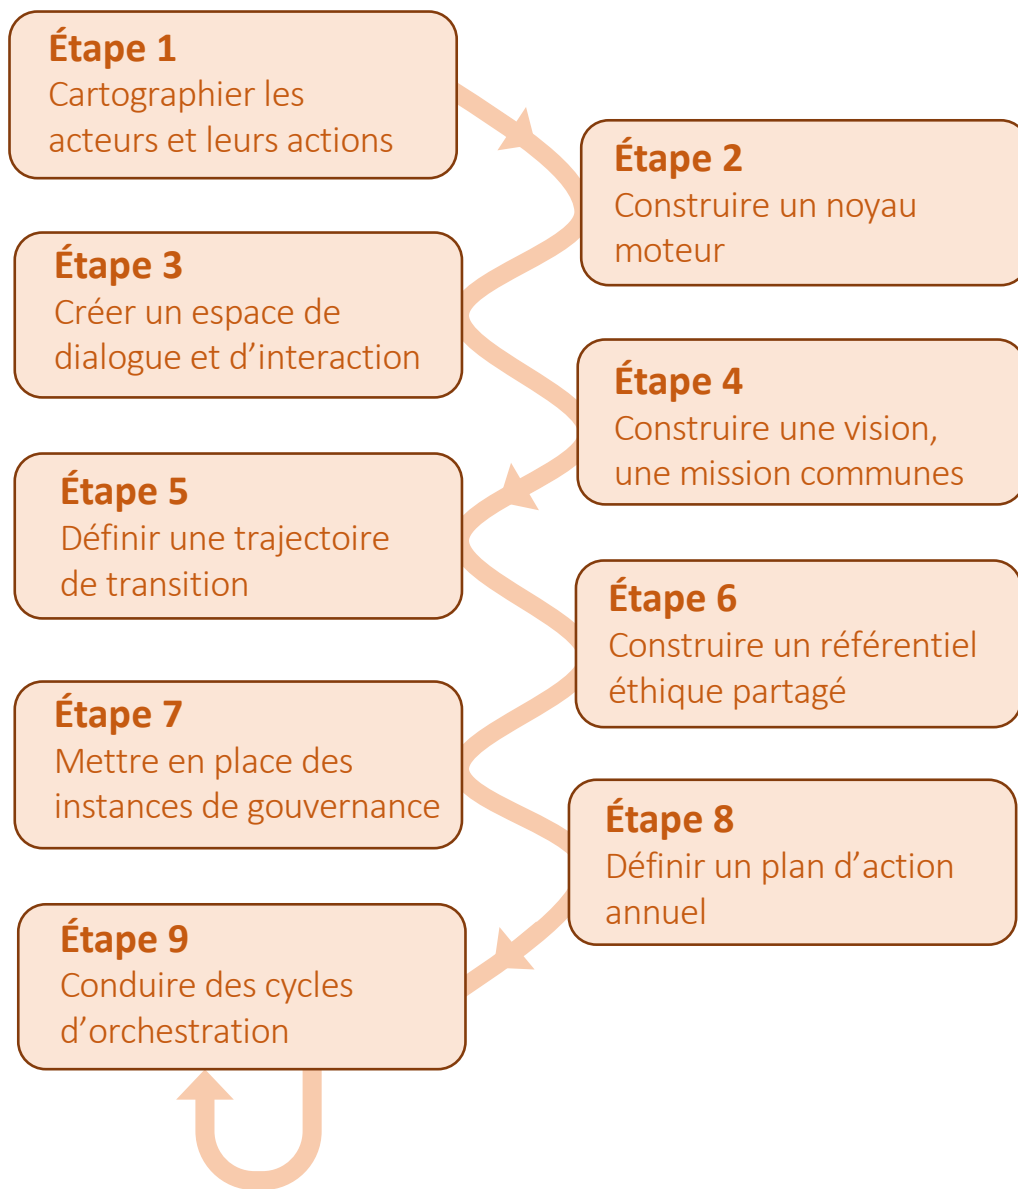 Étape 1
Cartographier les
acteurs et leurs actions
Étape 2
Construire un noyau
moteur
Étape 3
Créer un espace de
dialogue et d’interaction
Étape 4
Construire une vision,
une mission communes
Étape 5
Définir une trajectoire
de transition
Étape 6
Construire un référentiel
éthique partagé
Étape 7
Mettre en place des
instances de gouvernance
Étape 8
Définir un plan d’action
annuel
Étape 9
Conduire des cycles
d’orchestration